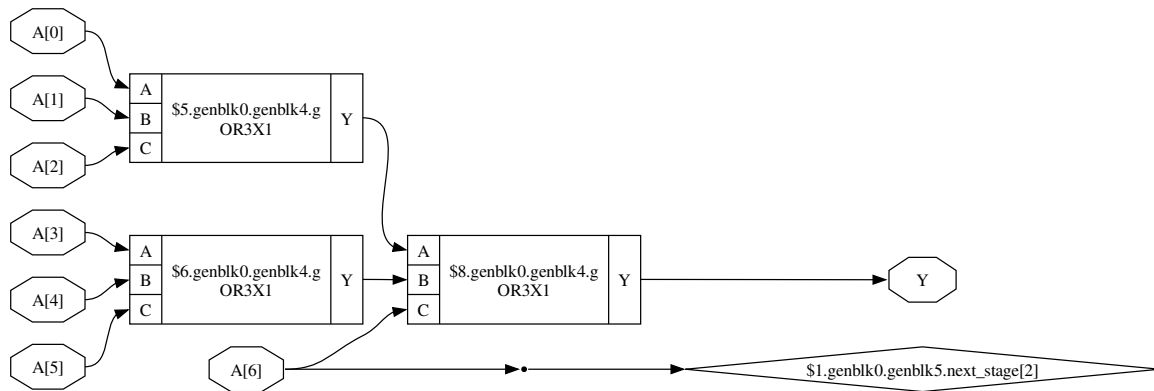 A[0]
A[1]
A[2]
A
B
C
$5.genblk0.genblk4.g
OR3X1
Y
A[3]
A[4]
A[5]
A
B
C
$6.genblk0.genblk4.g
OR3X1
Y
A
B
C
$8.genblk0.genblk4.g
OR3X1
Y
Y
A[6]
$1.genblk0.genblk5.next_stage[2]